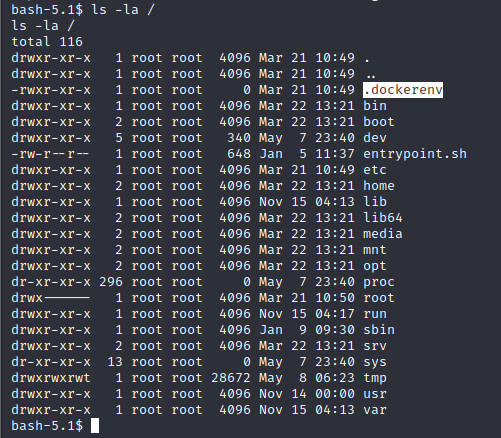 bash-5.1$ ls -la /
ls -la /
total 116
drwxr-xr-x   1 root root  4096 Mar 21 10:49 .
drwxr-xr-x   1 root root  4096 Mar 21 10:49 ..
-rwxr-xr-x   1 root root     0 Mar 21 10:49 .dockerenv
drwxr-xr-x   1 root root  4096 Mar 22 13:21 bin
drwxr-xr-x   2 root root  4096 Mar 22 13:21 boot
drwxr-xr-x   5 root root   340 May  7 23:40 dev
-rw-r--r--   1 root root   648 Jan  5 11:37 entrypoint.sh
drwxr-xr-x   1 root root  4096 Mar 21 10:49 etc
drwxr-xr-x   2 root root  4096 Mar 22 13:21 home
drwxr-xr-x   1 root root  4096 Nov 15 04:13 lib
drwxr-xr-x   2 root root  4096 Mar 22 13:21 lib64
drwxr-xr-x   2 root root  4096 Mar 22 13:21 media
drwxr-xr-x   2 root root  4096 Mar 22 13:21 mnt
drwxr-xr-x   2 root root  4096 Mar 22 13:21 opt
dr-xr-xr-x 296 root root     0 May  7 23:40 proc
drwx------   1 root root  4096 Mar 21 10:50 root
drwxr-xr-x   1 root root  4096 Nov 15 04:17 run
drwxr-xr-x   1 root root  4096 Jan  9 09:30 sbin
drwxr-xr-x   2 root root  4096 Mar 22 13:21 srv
dr-xr-xr-x  13 root root     0 May  7 23:40 sys
drwxrwxrwt   1 root root 28672 May  8 06:23 tmp
drwxr-xr-x   1 root root  4096 Nov 14 00:00 usr
drwxr-xr-x   1 root root  4096 Nov 15 04:13 var
bash-5.1$